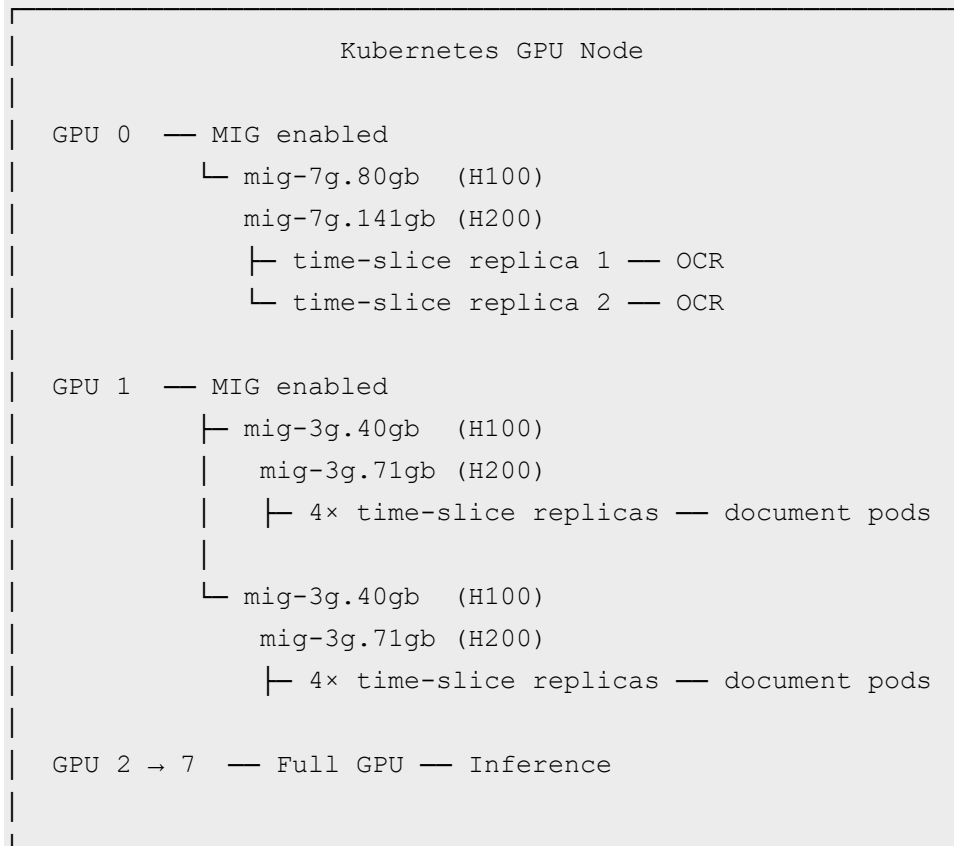 Kubernetes GPU Node
GPU 0 — MIG enabled
└─ mig-7g.80gb (H100)
mig-7g.141gb (H200)
├─ time-slice replica 1 — OCR
└─ time-slice replica 2 — OCR
GPU 1 — MIG enabled
├─ mig-3g.40gb (H100)
│ mig-3g.71gb (H200)
│ ├─ 4× time-slice replicas — document pods
│
└─ mig-3g.40gb (H100)
mig-3g.71gb (H200)
├─ 4× time-slice replicas — document pods
GPU 2 → 7 — Full GPU — Inference